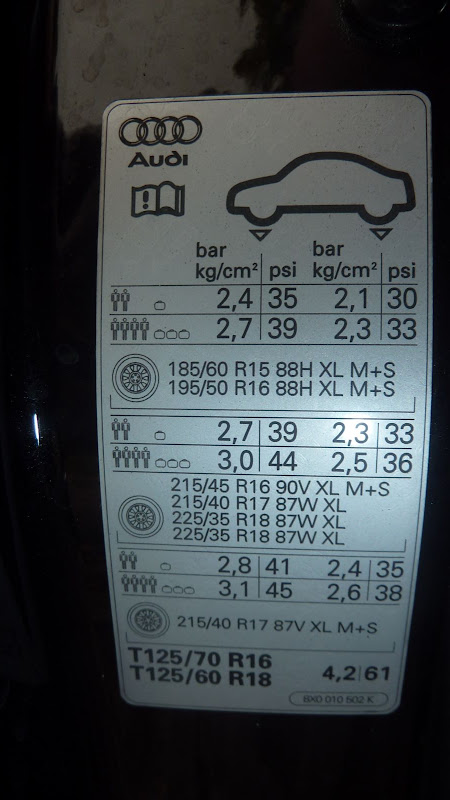 Audi
bar bar
kg/cm² psi kg/cm² psi
2,4 35 2,1 30
2,7 39 2,3 33
185/60 R15 88H XL M+S
195/50 R16 88H XL M+S
2,7 39 2,3 33
3,0 44 2,5 36
215/45 R16 90V XL M+S
215/40 R17 87W XL
225/35 R18 87W XL
225/35 R18 87W XL
2,8 41 2,4 35
3,1 45 2,6 38
215/40 R17 87V XL M+S
T125/70 R16
T125/60 R18 4,2 61
8X0 010 502 K